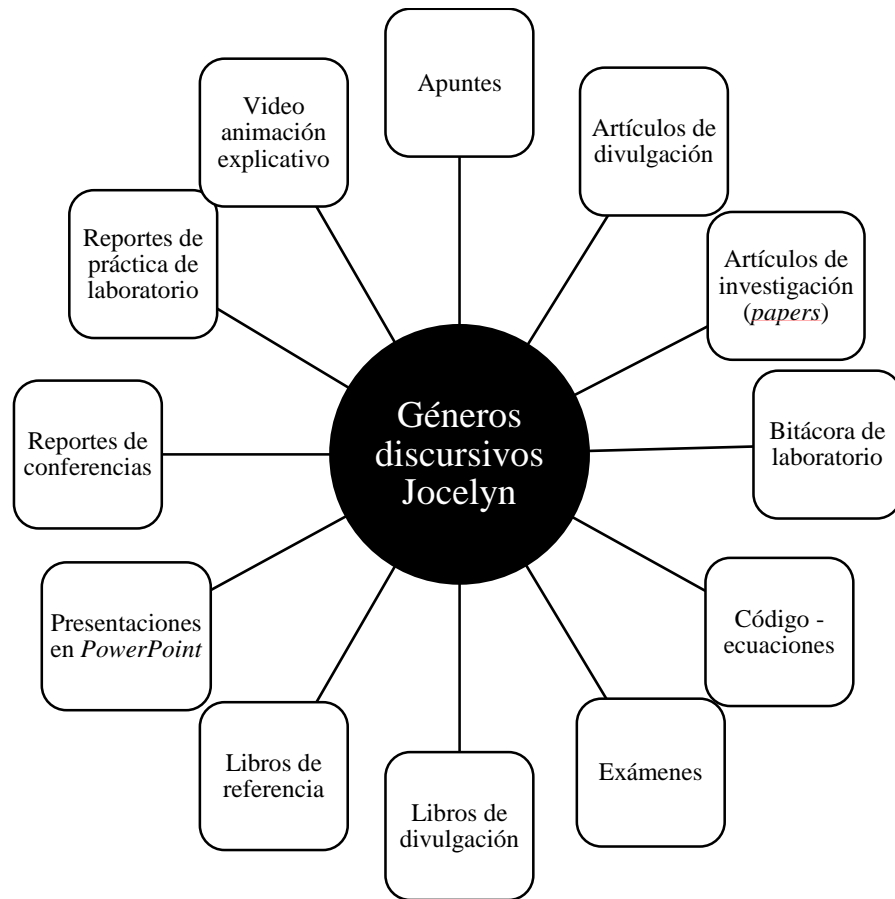 Apuntes
Artículos de
divulgación
Artículos de
investigación
(papers)
Bitácora de
laboratorio
Código -
ecuaciones
Exámenes
Libros de
divulgación
Libros de
referencia
Presentaciones
en PowerPoint
Reportes de
conferencias
Reportes de
práctica de
laboratorio
Video
animación
explicativo
Géneros
discursivos
Jocelyn